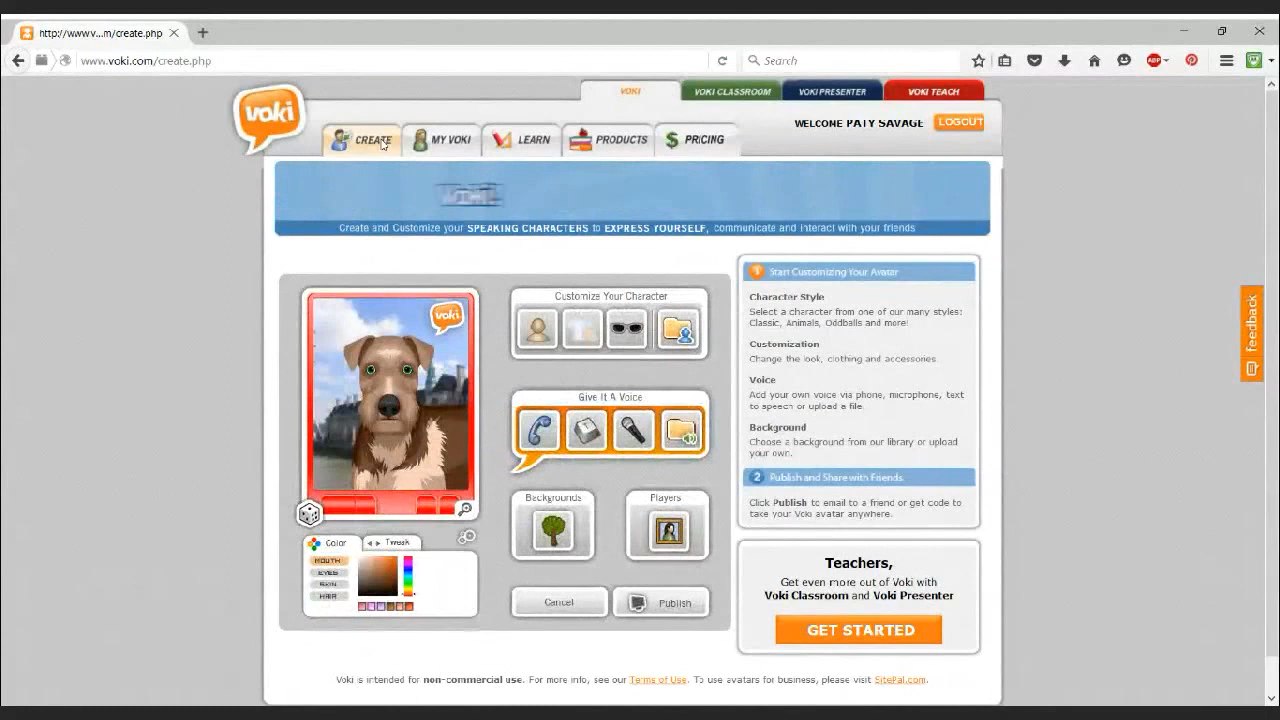 http://www.v...m/create.php
www.voki.com/create.php
Search
VOKI
VOKI CLASSROOM
VOKI PRESENTER
VOKI TEACH
voki
WELCOME PATY SAVAGE
LOGOUT
CREATE
MY VOKI
LEARN
PRODUCTS
PRICING
Create and Customize your SPEAKING CHARACTERS to EXPRESS YOURSELF, communicate and interact with your friends
voki
Customize Your Character
Give It A Voice
Backgrounds
Players
Color
Tweak
MOUTH
EYES
SKIN
HAIR
Cancel
Publish
1 Start Customizing Your Avatar
Character Style
Select a character from one of our many styles:
Classic, Animals, Oddballs and more!
Customization
Change the look, clothing and accessories.
Voice
Add your own voice via phone, microphone, text
to speech or upload a file.
Background
Choose a background from our library or upload
your own.
2 Publish and Share with Friends
Click Publish to email to a friend or get code to
take your Voki avatar anywhere.
Teachers,
Get even more out of Voki with
Voki Classroom and Voki Presenter
GET STARTED
feedback
Voki is intended for non-commercial use. For more info, see our Terms of Use. To use avatars for business, please visit SitePal.com.